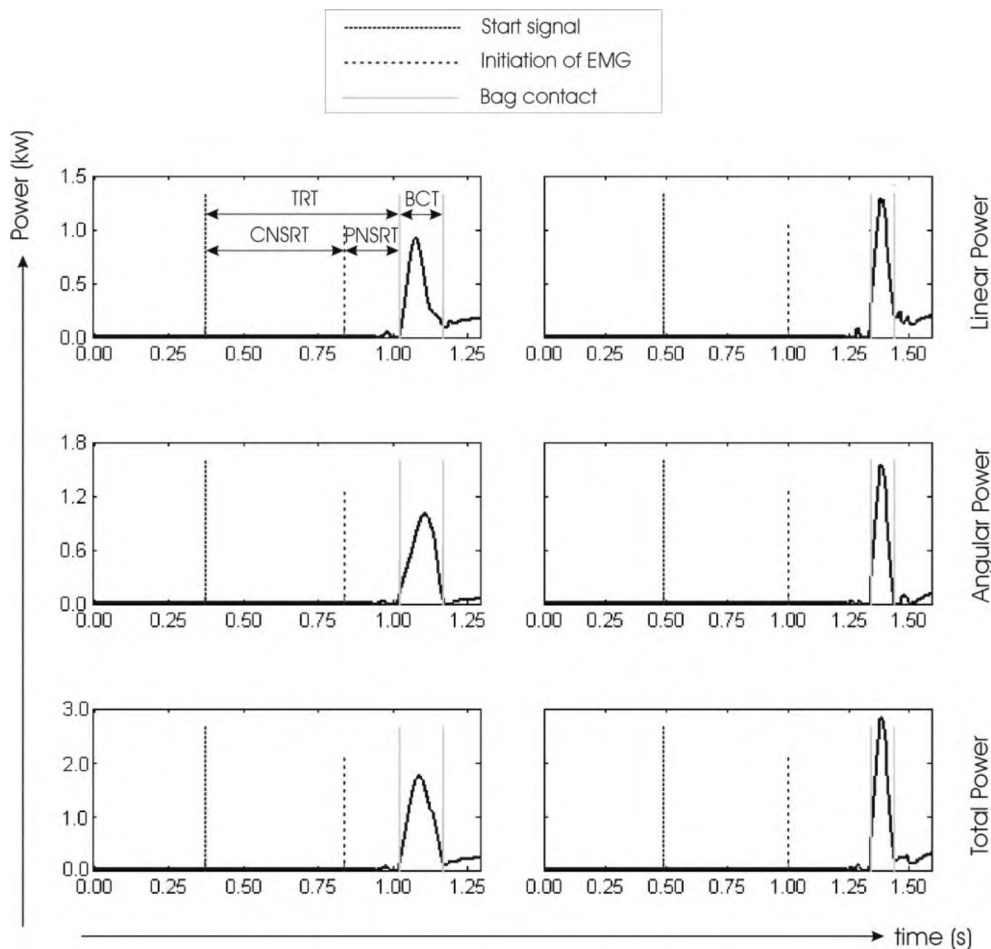 Start signal
Initiation of EMG
Bag contact
Power (kw)
1.5
1.0
0.5
0.0
TRT
BCT
CNSRT
PNSRT
0.00 0.25 0.50 0.75 1.00 1.25
0.00 0.25 0.50 0.75 1.00 1.25 1.50
Linear Power
1.8
1.2
0.6
0.0
0.00 0.25 0.50 0.75 1.00 1.25
0.00 0.25 0.50 0.75 1.00 1.25 1.50
Angular Power
3.0
2.0
1.0
0.0
0.00 0.25 0.50 0.75 1.00 1.25
0.00 0.25 0.50 0.75 1.00 1.25 1.50
Total Power
time (s)